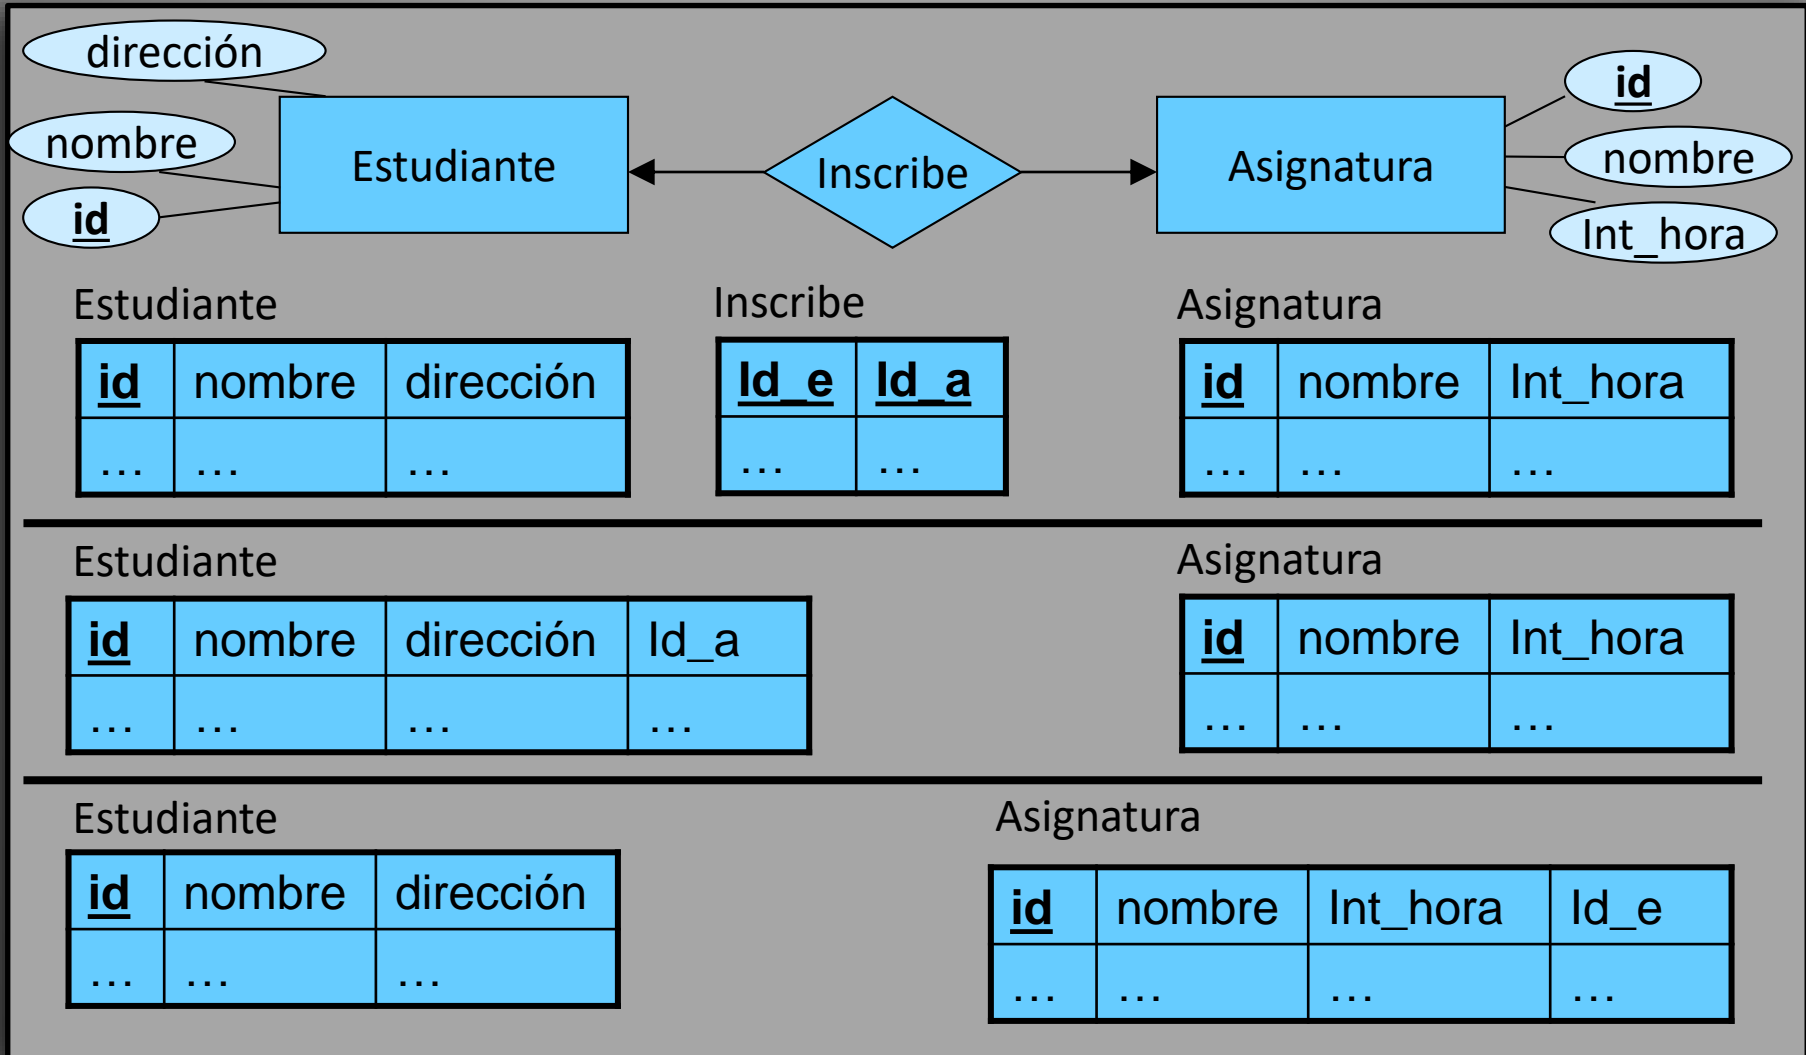 dirección
nombre
id
Estudiante
Inscribe
Asignatura
id
nombre
Int_hora
Estudiante
id nombre dirección
... ... ...
Inscribe
Id_e Id_a
... ...
Asignatura
id nombre Int_hora
... ... ...
Estudiante
id nombre dirección Id_a
... ... ... ...
Asignatura
id nombre Int_hora
... ... ...
Estudiante
id nombre dirección
... ... ...
Asignatura
id nombre Int_hora Id_e
... ... ... ...